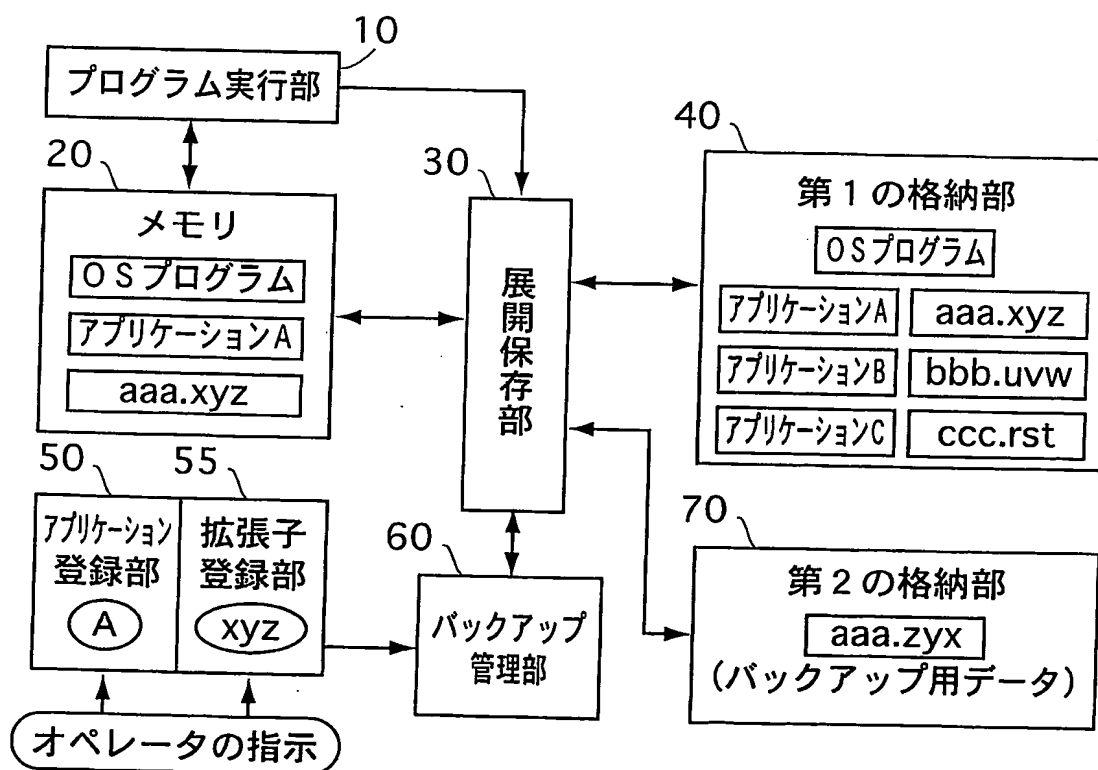 10
プログラム実行部
20
メモリ
OSプログラム
アプリケーションA
aaa.xyz
30
展開保存部
40
第1の格納部
OSプログラム
アプリケーションA aaa.xyz
アプリケーションB bbb.uvw
アプリケーションC ccc.rst
50
アプリケーション
登録部
A
55
拡張子
登録部
xyz
60
バックアップ
管理部
70
第2の格納部
aaa.zyx
(バックアップ用データ)
オペレータの指示